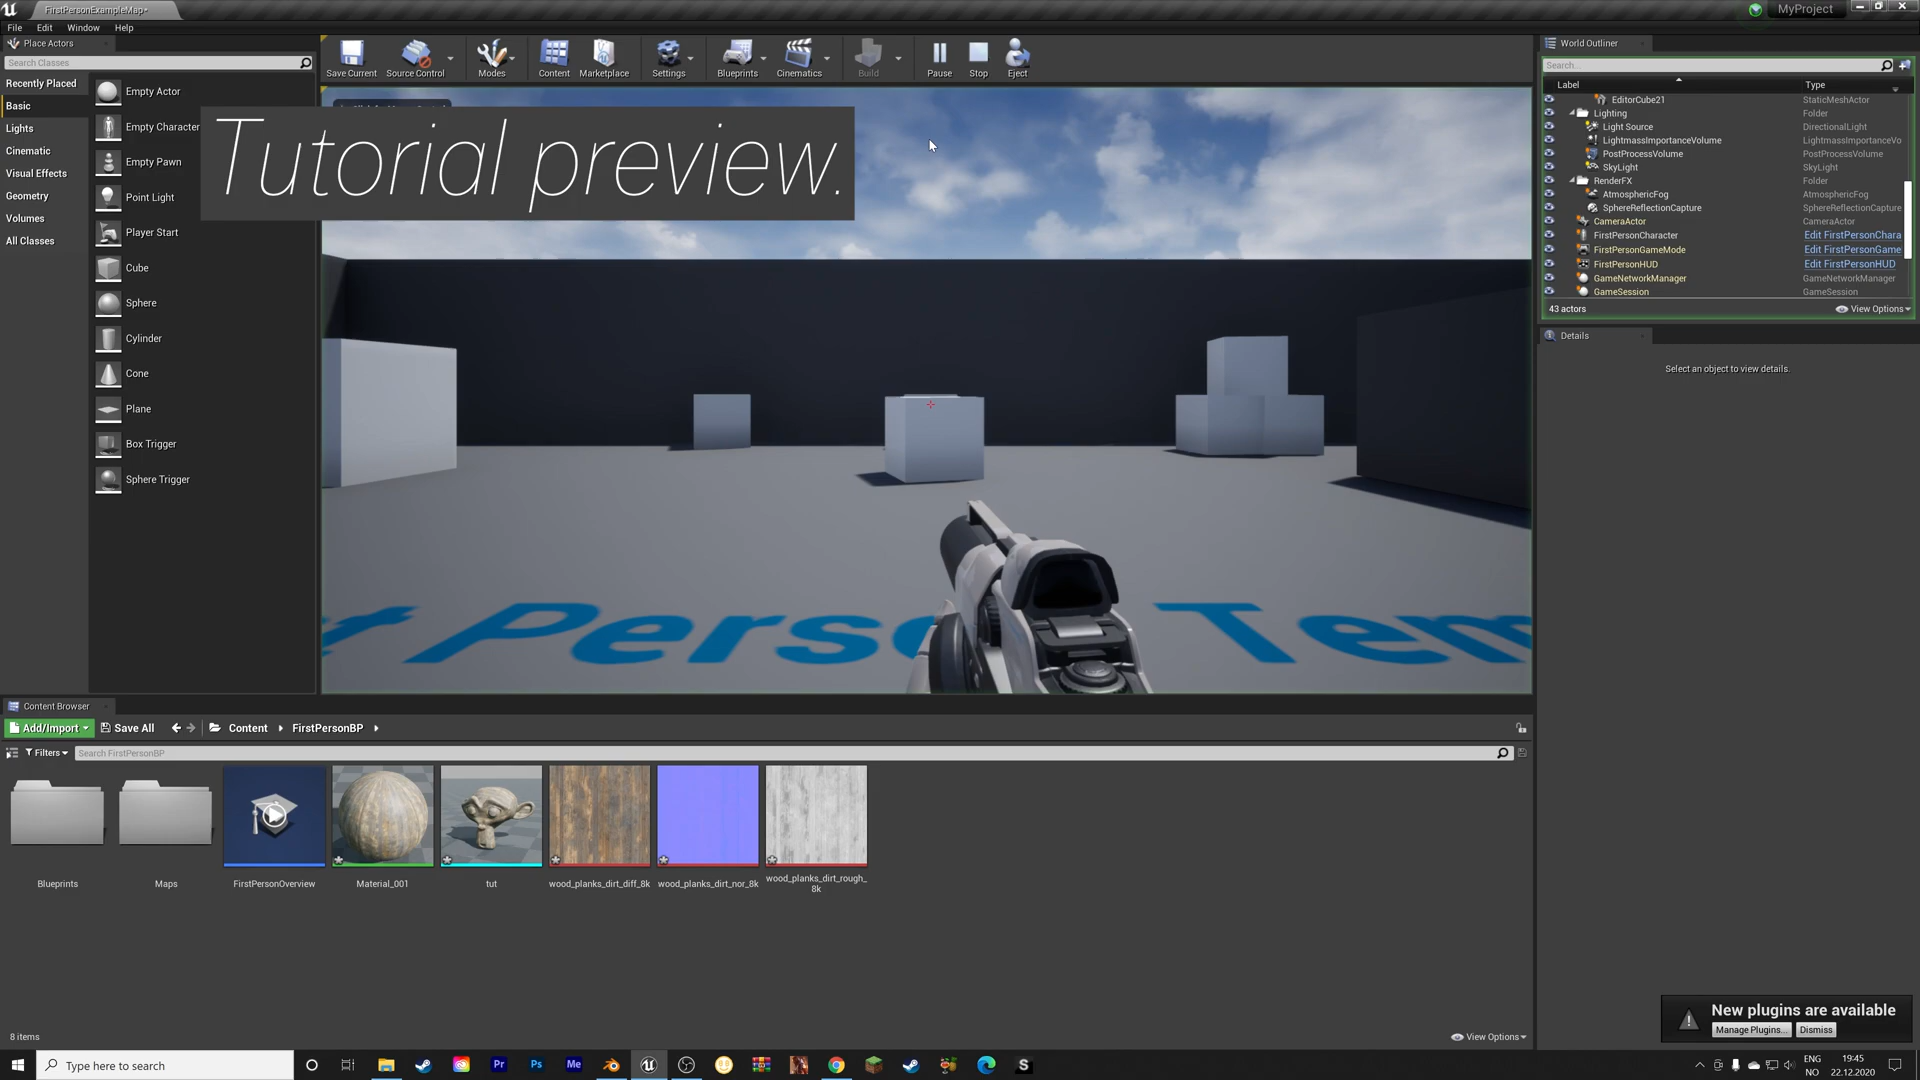 FirstPersonExampleMap•
MyProject
File Edit Window Help
Place Actors
Search Classes
Recently Placed
Basic
Lights
Cinematic
Visual Effects
Geometry
Volumes
All Classes
Empty Actor
Empty Character
Empty Pawn
Point Light
Player Start
Cube
Sphere
Cylinder
Cone
Plane
Box Trigger
Sphere Trigger
Save Current Source Control Modes Content Marketplace Settings Blueprints Cinematics Build Pause Stop Eject
Tutorial preview.
Perso Tem
World Outliner
Search...
Label Type
EditorCube21 StaticMeshActor
Lighting Folder
Light Source DirectionalLight
LightmassImportanceVolume LightmassImportanceVo
PostProcessVolume PostProcessVolume
SkyLight SkyLight
RenderFX Folder
AtmosphericFog AtmosphericFog
SphereReflectionCapture SphereReflectionCapture
CameraActor CameraActor
FirstPersonCharacter Edit FirstPersonChara
FirstPersonGameMode Edit FirstPersonGame
FirstPersonHUD Edit FirstPersonHUD
GameNetworkManager GameNetworkManager
GameSession GameSession
43 actors View Options
Details
Select an object to view details.
Content Browser
Add/Import Save All Content FirstPersonBP
Filters Search FirstPersonBP
Blueprints Maps FirstPersonOverview Material_001 tut wood_planks_dirt_diff_8k wood_planks_dirt_nor_8k wood_planks_dirt_rough_
8k
8 items View Options
New plugins are available
Manage Plugins... Dismiss
Type here to search
Pr Ps Me S
ENG 19:45
NO 22.12.2020